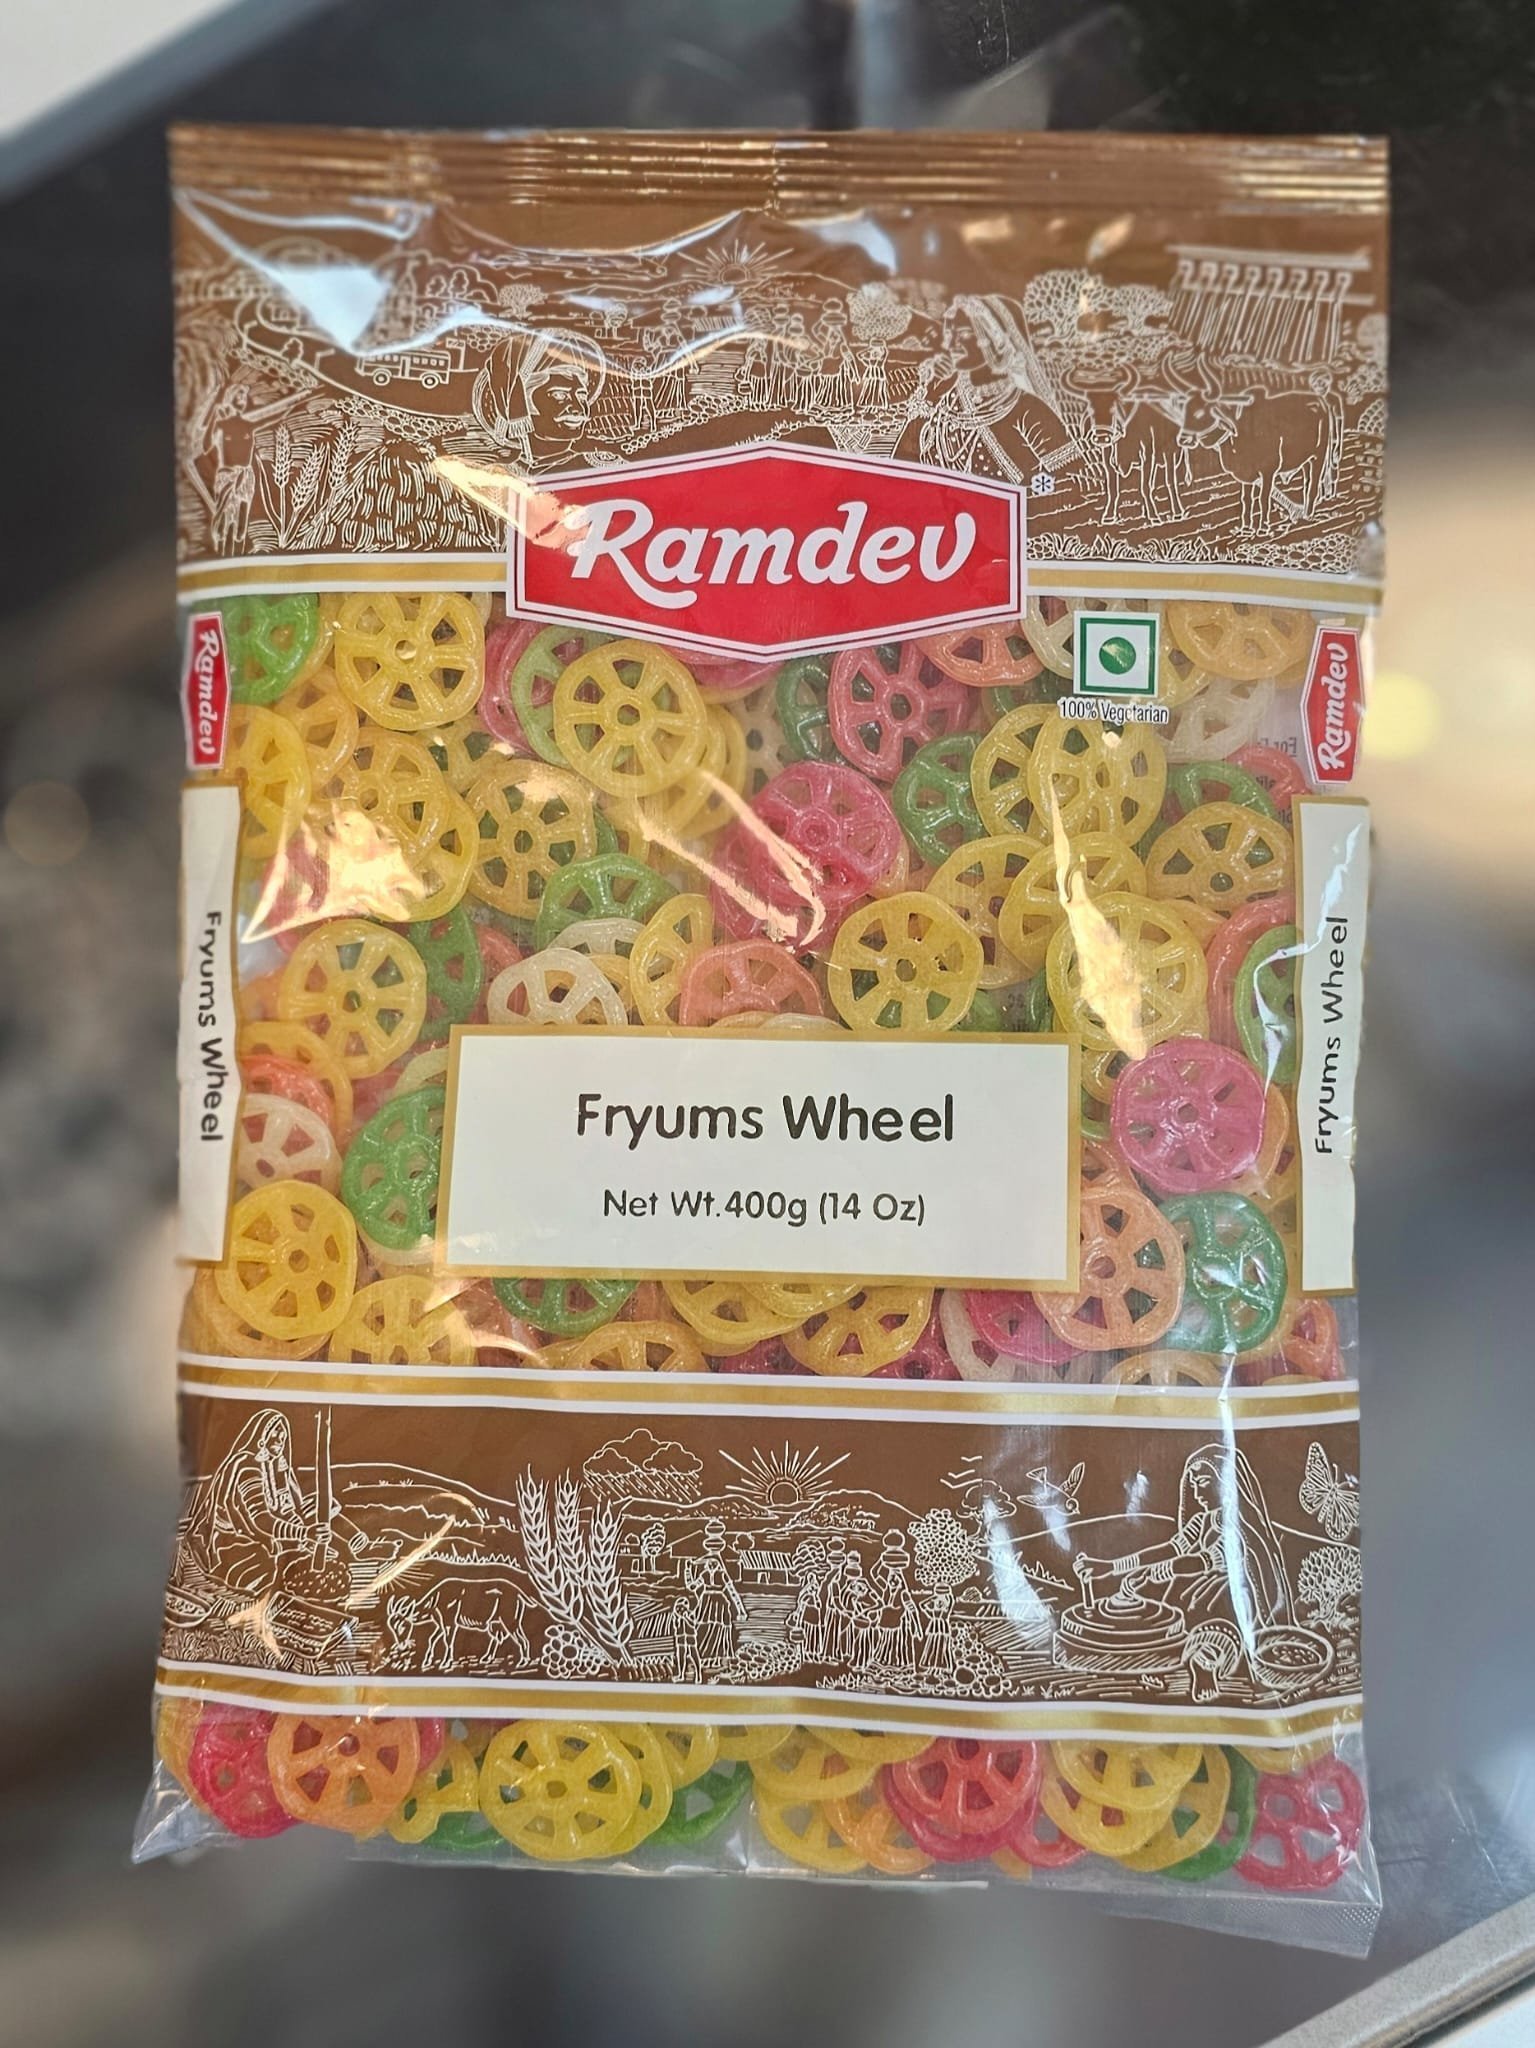 Ramdev
Ramdev
Ramdev
100% Vegetarian
Fryums Wheel
Fryums Wheel
Fryums Wheel
Net Wt.400g (14 Oz)